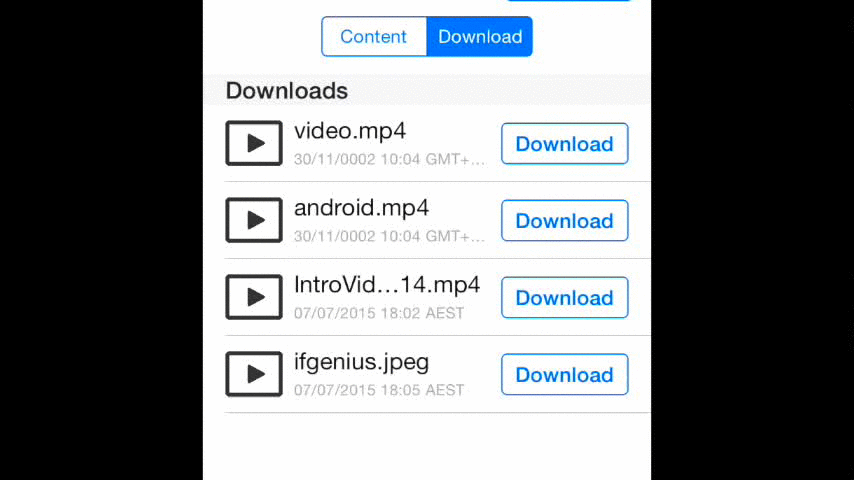 Content Download
Downloads
video.mp4
30/11/0002 10:04 GMT+...
Download
android.mp4
30/11/0002 10:04 GMT+...
Download
IntroVid...14.mp4
07/07/2015 18:02 AEST
Download
ifgenius.jpeg
07/07/2015 18:05 AEST
Download